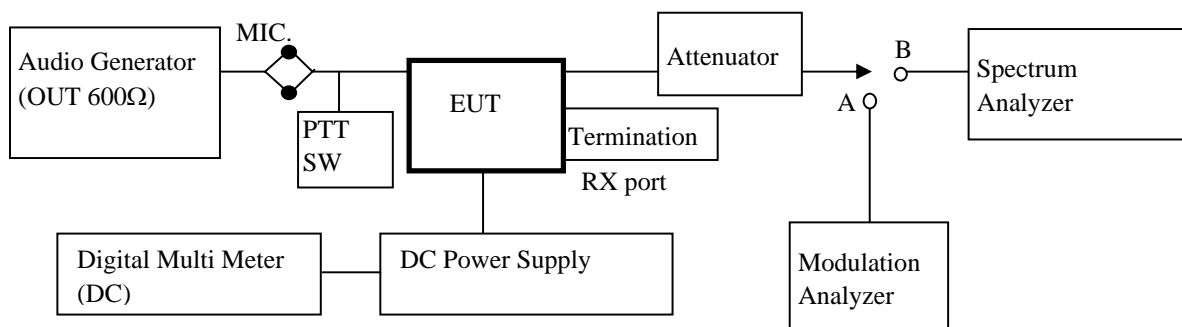 MIC.
Audio Generator
(OUT 600Ω)
PTT
SW
EUT
Termination
RX port
Attenuator
A
B
Spectrum
Analyzer
Digital Multi Meter
(DC)
DC Power Supply
Modulation
Analyzer